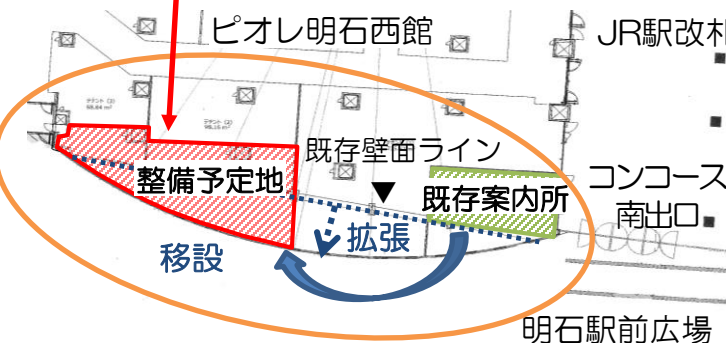 ピオレ明石西館
JR駅改札
既存壁面ライン
整備予定地
▼
既存案内所
コンコース
南出口
拡張
移設
明石駅前広場